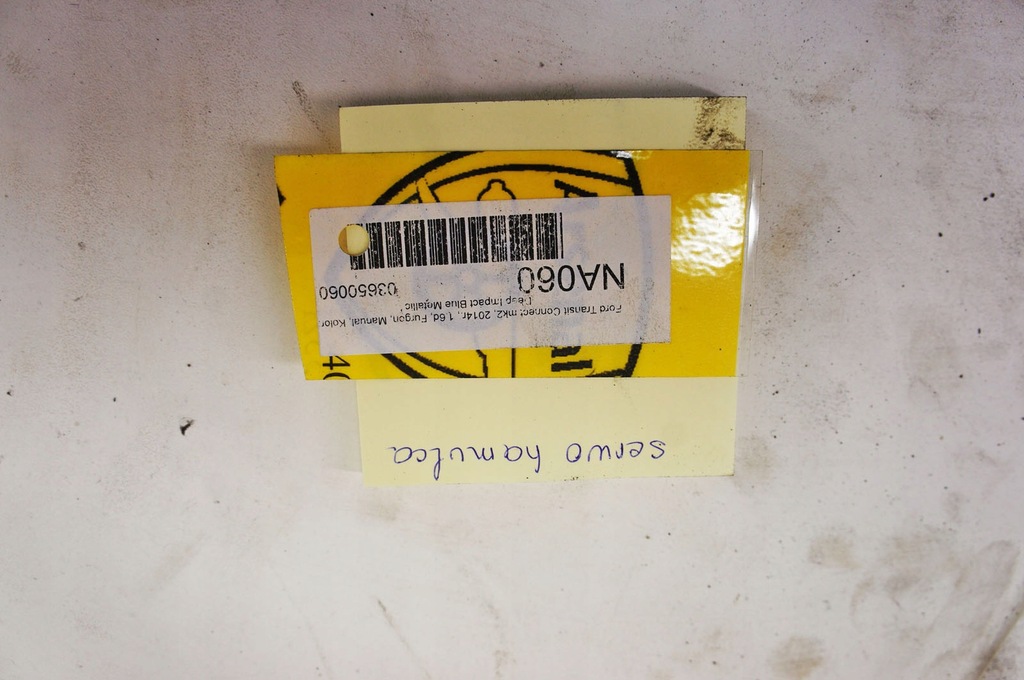 serwo hamulca
Ford Transit Connect mk2, 2014r., 1.6d, Furgon, Manual, Kolor:
Deep Impact Blue Metallic,
NA060
03650060